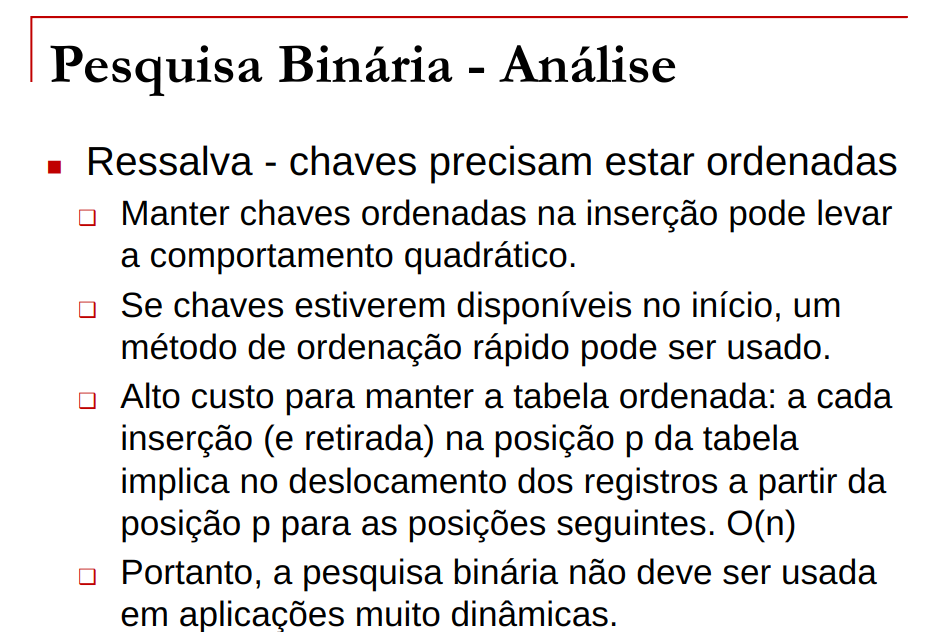 Pesquisa Binária - Análise
Ressalva - chaves precisam estar ordenadas
Manter chaves ordenadas na inserção pode levar
a comportamento quadrático.
Se chaves estiverem disponíveis no início, um
método de ordenação rápido pode ser usado.
Alto custo para manter a tabela ordenada: a cada
inserção (e retirada) na posição p da tabela
implica no deslocamento dos registros a partir da
posição p para as posições seguintes. O(n)
Portanto, a pesquisa binária não deve ser usada
em aplicações muito dinâmicas.